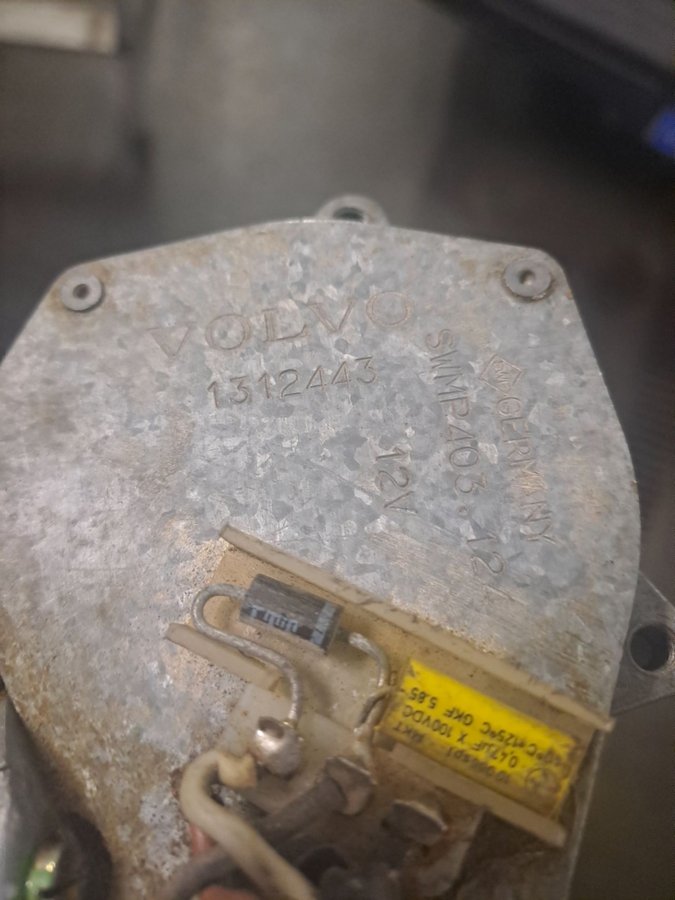 VOLVO
1312443
GERMANY
SWMP403.12
12V
0,47µF X 100VDC
GKF 5.85